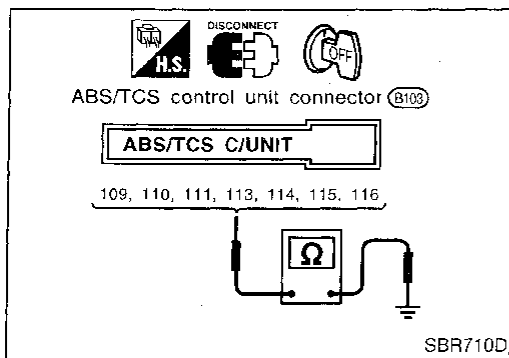 DISCONNECT
H.S.
OFF
ABS/TCS control unit connector B103
ABS/TCS C/UNIT
109, 110, 111, 113, 114, 115, 116
Ω
SBR710D